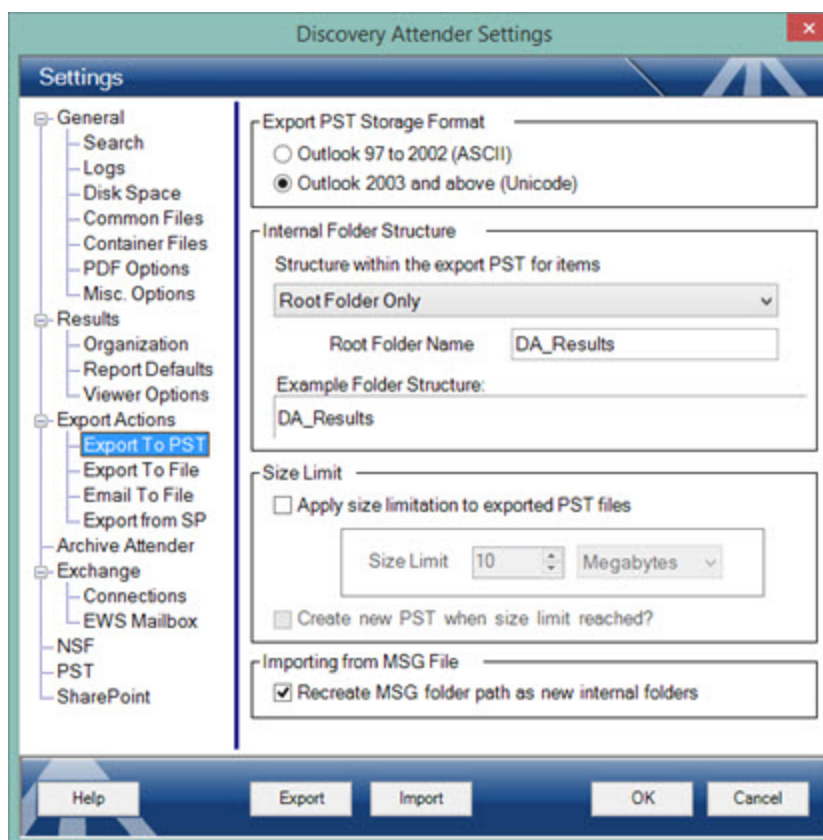 Discovery Attender Settings
Settings
General
Search
Logs
Disk Space
Common Files
Container Files
PDF Options
Misc. Options
Results
Organization
Report Defaults
Viewer Options
Export Actions
Export To PST
Export To File
Email To File
Export from SP
Archive Attender
Exchange
Connections
EWS Mailbox
NSF
PST
SharePoint
Export PST Storage Format
Outlook 97 to 2002 (ASCII)
Outlook 2003 and above (Unicode)
Internal Folder Structure
Structure within the export PST for items
Root Folder Only
Root Folder Name DA_Results
Example Folder Structure:
DA_Results
Size Limit
Apply size limitation to exported PST files
Size Limit 10 Megabytes
Create new PST when size limit reached?
Importing from MSG File
Recreate MSG folder path as new internal folders
Help Export Import OK Cancel